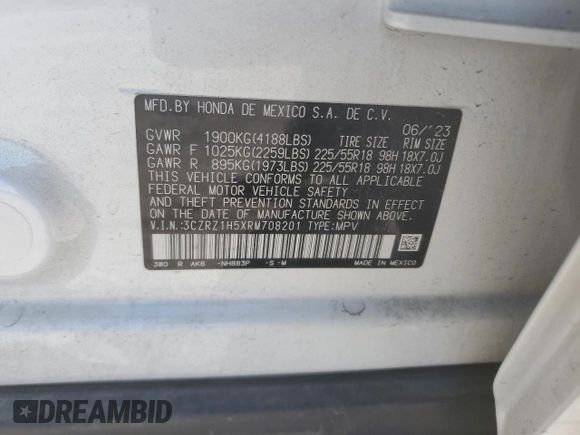 MFD.BY HONDA DE MEXICO S.A. DE C.V.
06/'23
GVWR 1900KG(4188LBS) TIRE SIZE RIM SIZE
GAWR F 1025KG(2259LBS) 225/55R18 98H 18X7.0J
GAWR R 895KG(1973LBS) 225/55R18 98H 18X7.0J
THIS VEHICLE CONFORMS TO ALL APPLICABLE
FEDERAL MOTOR VEHICLE SAFETY
AND THEFT PREVENTION STANDARDS
IN EFFECT ON THE DATE OF
MANUFACTURE SHOWN ABOVE.
V.I.N.:3CZRZ1H5XRM708201 TYPE:MPV
3W0 R AK6 -NH883P -S -M MADE IN MEXICO
DREAMBID